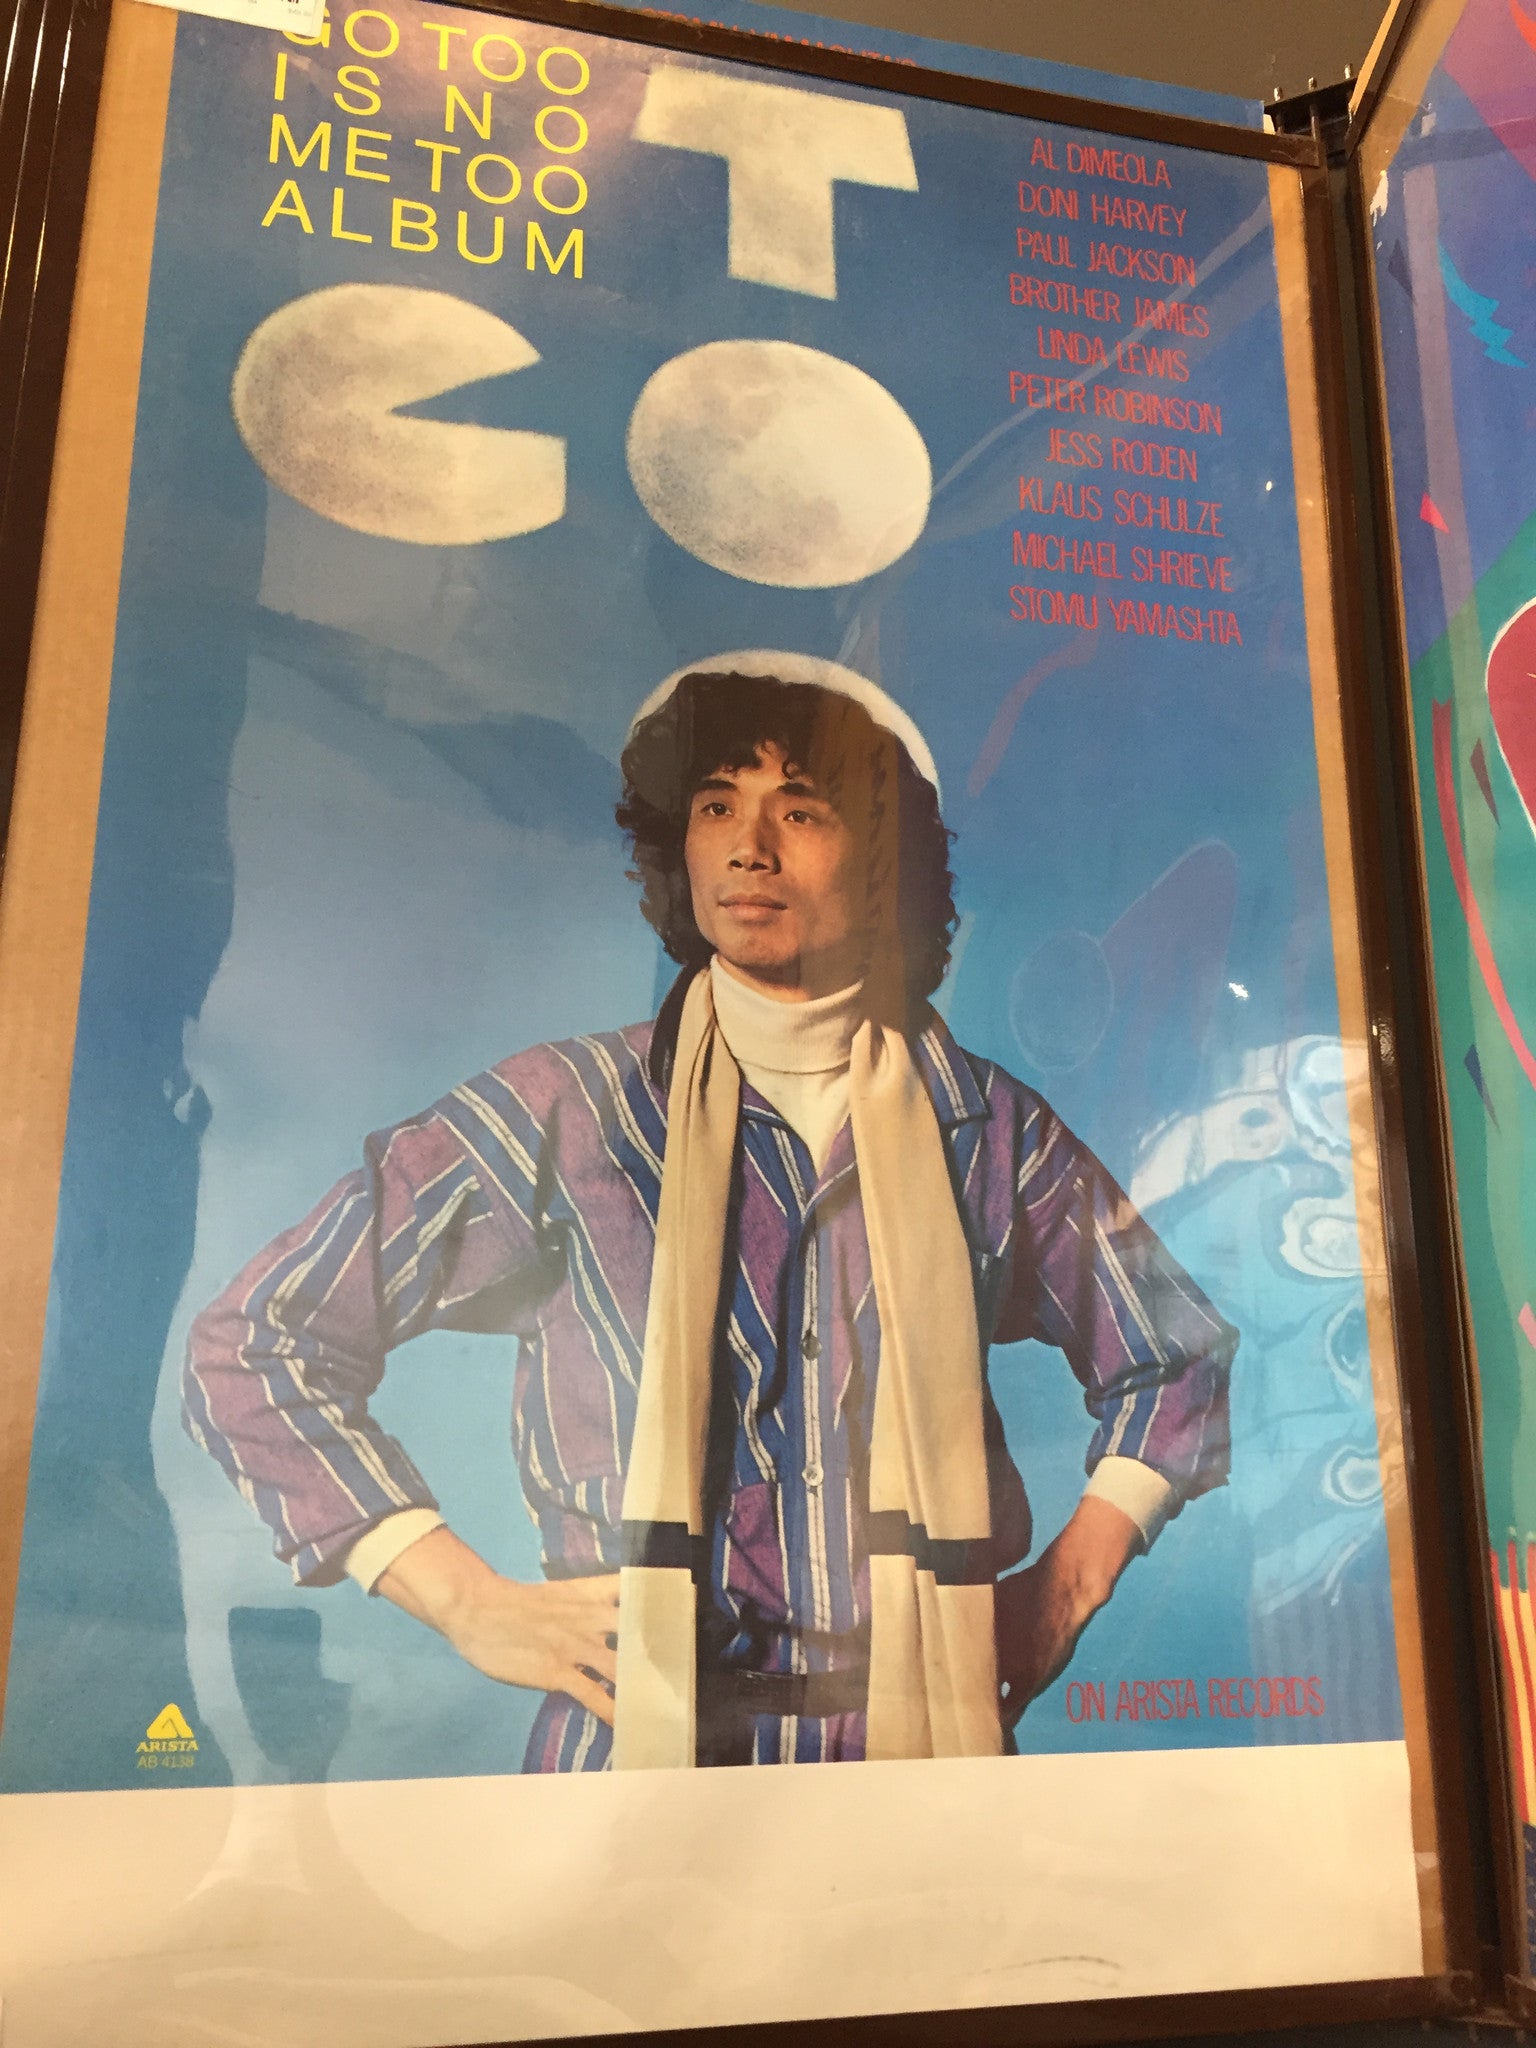 GO TOO
IS NO
ME TOO
ALBUM
T
GO
O
AL DIMEOLA
DONI HARVEY
PAUL JACKSON
BROTHER JAMES
LINDA LEWIS
PETER ROBINSON
JESS RODEN
KLAUS SCHULZE
MICHAEL SHRIEVE
STOMU YAMASHTA
ON ARISTA RECORDS
ARISTA
AB 4138